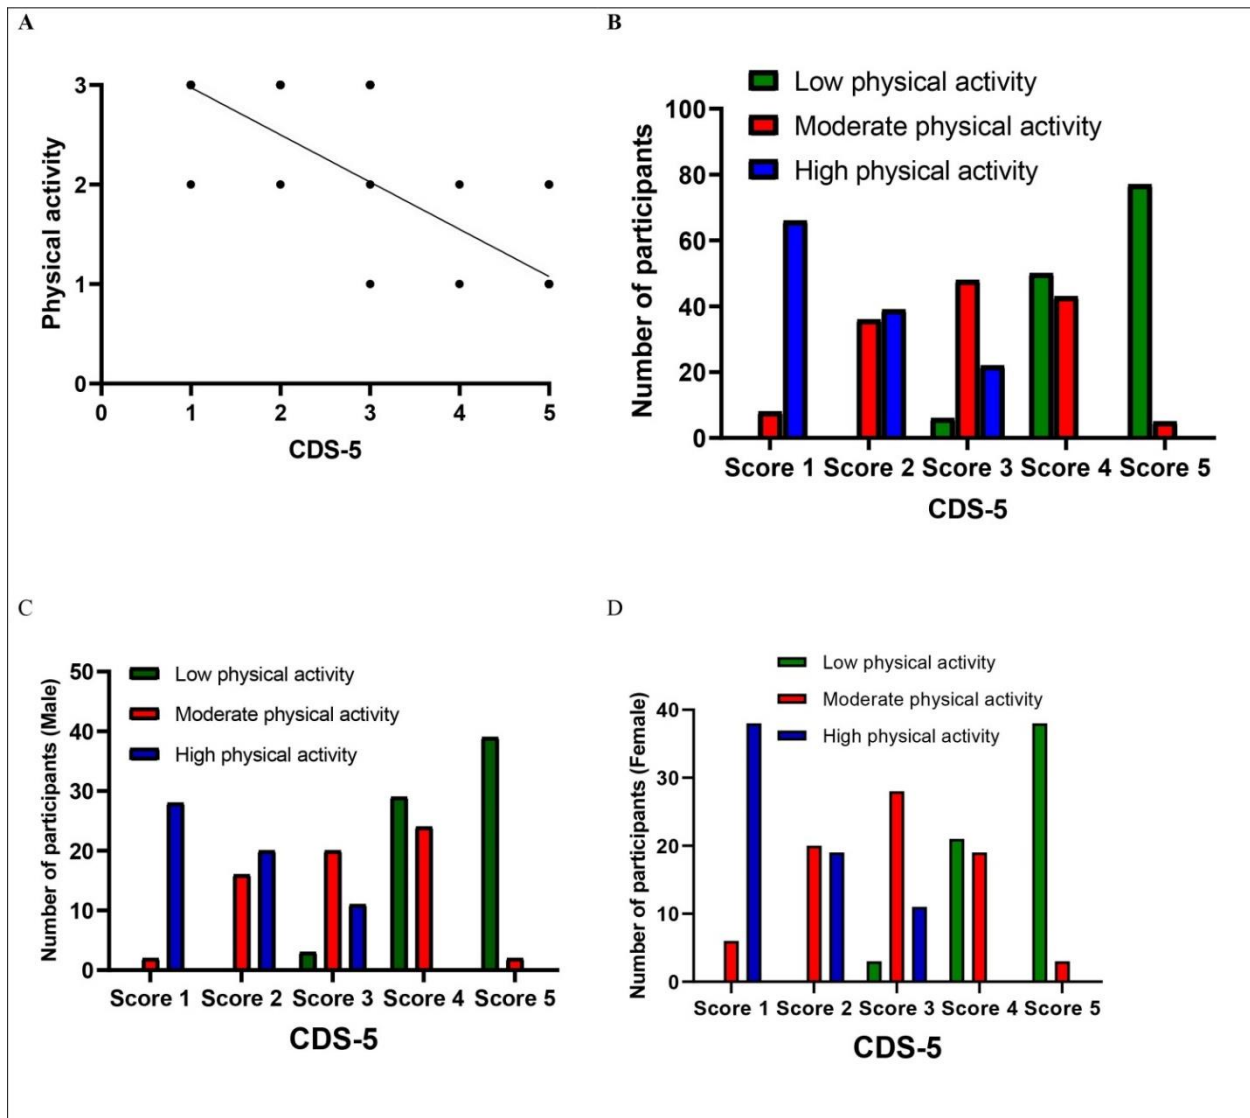 A
Physical activity
3
2
1
0
0 1 2 3 4 5
CDS-5
B
Low physical activity
Moderate physical activity
High physical activity
Number of participants
100
80
60
40
20
0
Score 1 Score 2 Score 3 Score 4 Score 5
CDS-5
C
Low physical activity
Moderate physical activity
High physical activity
Number of participants (Male)
50
40
30
20
10
0
Score 1 Score 2 Score 3 Score 4 Score 5
CDS-5
D
Low physical activity
Moderate physical activity
High physical activity
Number of participants (Female)
40
30
20
10
0
Score 1 Score 2 Score 3 Score 4 Score 5
CDS-5